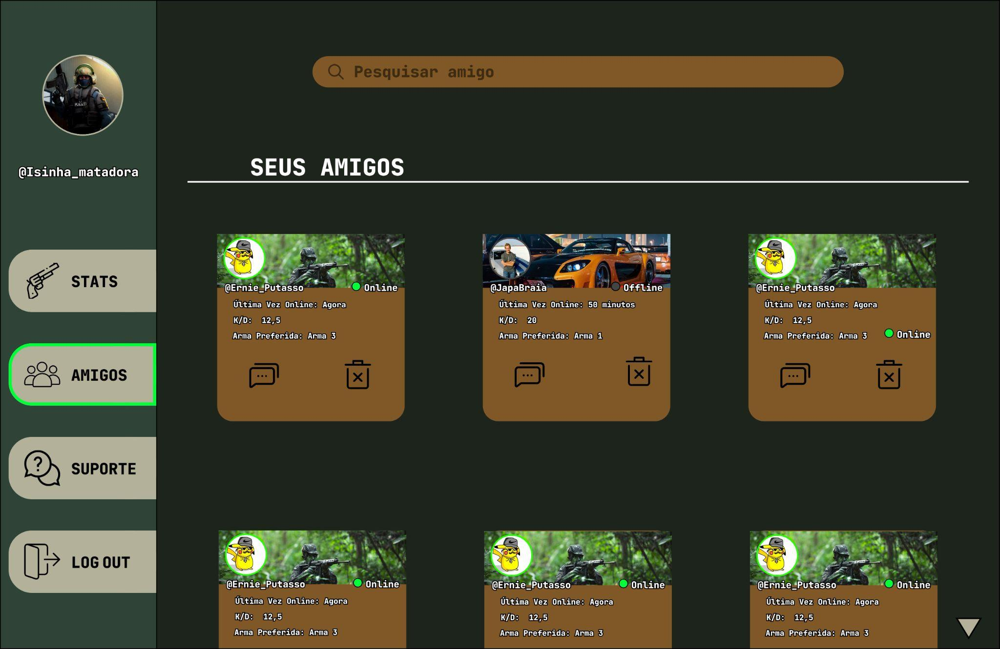 Pesquisar amigo
@Isinha_matadora
STATS
AMIGOS
SUPORTE
LOG OUT
SEUS AMIGOS
@Ernie_Putasso
Online
Última Vez Online: Agora
K/D: 12,5
Arma Preferida: Arma 3
@JapaBraia
Offline
Última Vez Online: 50 minutos
K/D: 20
Arma Preferida: Arma 1
@Ernie_Putasso
Última Vez Online: Agora
K/D: 12,5
Arma Preferida: Arma 3
Online
@Ernie_Putasso
Online
Última Vez Online: Agora
K/D: 12,5
Arma Preferida: Arma 3
@Ernie_Putasso
Online
Última Vez Online: Agora
K/D: 12,5
Arma Preferida: Arma 3
@Ernie_Putasso
Online
Última Vez Online: Agora
K/D: 12,5
Arma Preferida: Arma 3